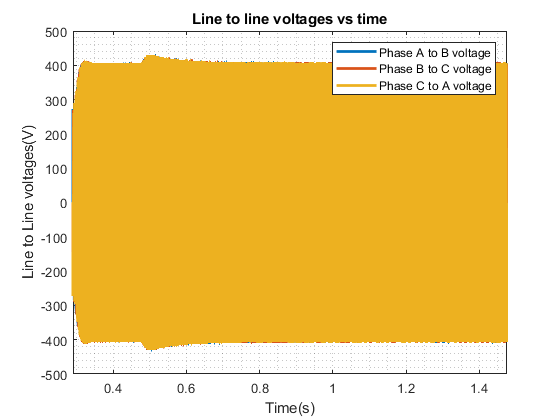 Line to line voltages vs time
Line to Line voltages(V)
500
400
300
200
100
0
-100
-200
-300
-400
-500
Phase A to B voltage
Phase B to C voltage
Phase C to A voltage
0.4
0.6
0.8
1
1.2
1.4
Time(s)